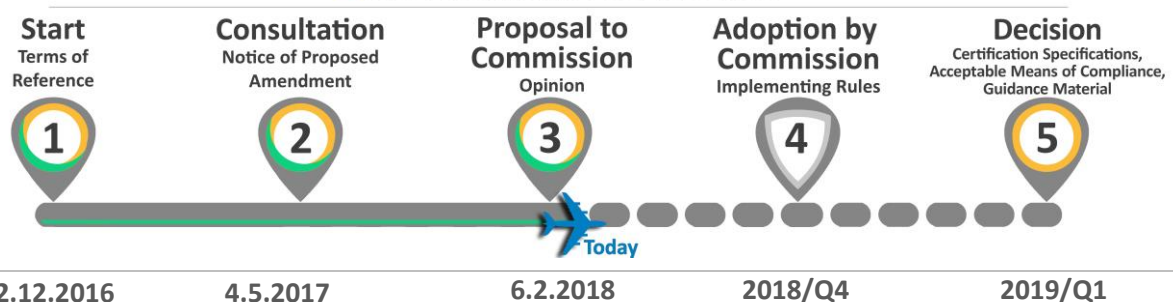 Start
Terms of
Reference
1
Consultation
Notice of Proposed
Amendment
2
Proposal to
Commission
Opinion
3
Adoption by
Commission
Implementing Rules
4
Decision
Certification Specifications,
Acceptable Means of Compliance,
Guidance Material
5
Today
2.12.2016
4.5.2017
6.2.2018
2018/Q4
2019/Q1